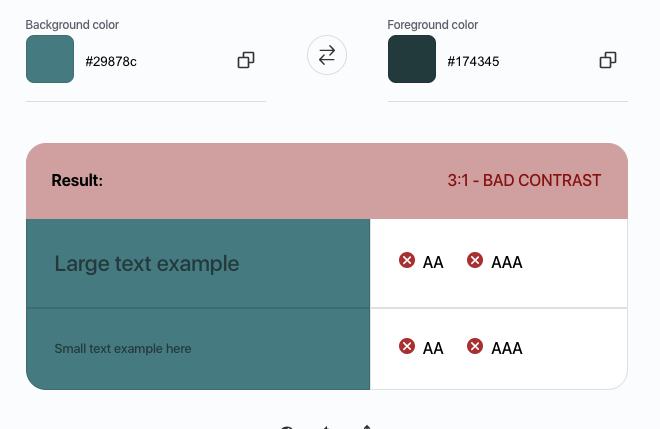 Background color
Foreground color
#29878c
#174345
Result:
3:1 - BAD CONTRAST
Large text example
AA
AAA
Small text example here
AA
AAA